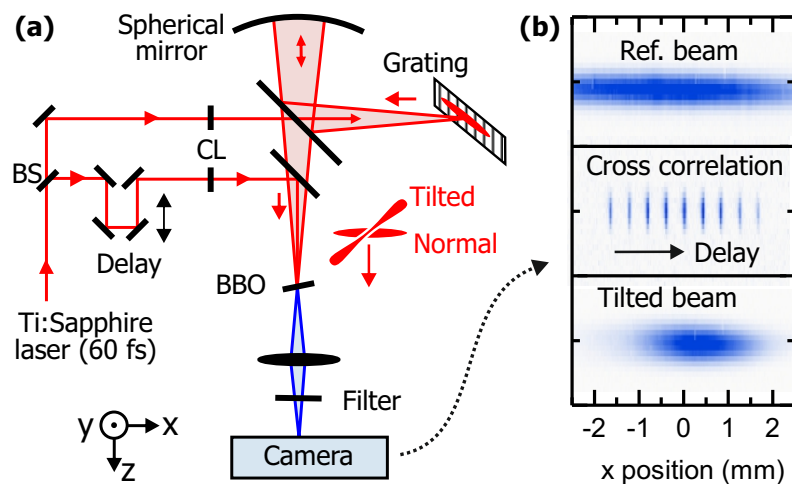 (a)
Spherical
mirror
Grating
BS
CL
Tilted
Normal
Delay
BBO
Ti:Sapphire
laser (60 fs)
Filter
y
x
z
Camera
(b)
Ref. beam
Cross correlation
Delay
Tilted beam
-2 -1 0 1 2
x position (mm)